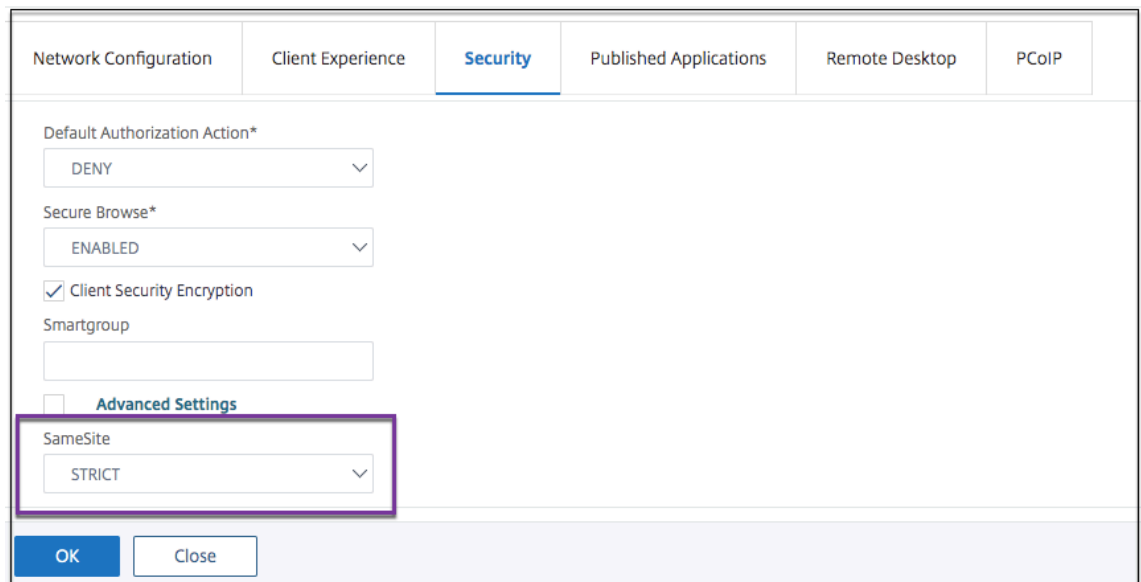 Network Configuration Client Experience Security Published Applications Remote Desktop PCoIP
Default Authorization Action*
DENY
Secure Browse*
ENABLED
Client Security Encryption
Smartgroup
Advanced Settings
SameSite
STRICT
OK Close